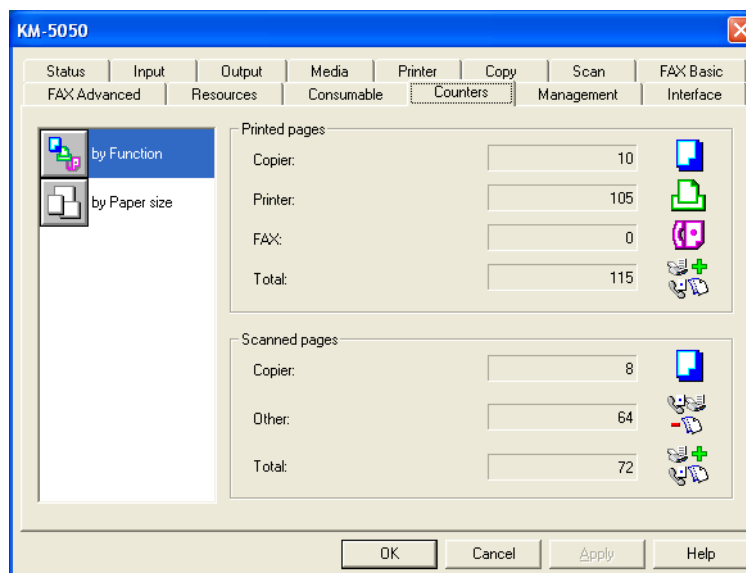 KM-5050
Status Input Output Media Printer Copy Scan FAX Basic
FAX Advanced Resources Consumable Counters Management Interface
by Function
by Paper size
Printed pages
Copier: 10
Printer: 105
FAX: 0
Total: 115
Scanned pages
Copier: 8
Other: 64
Total: 72
OK Cancel Apply Help